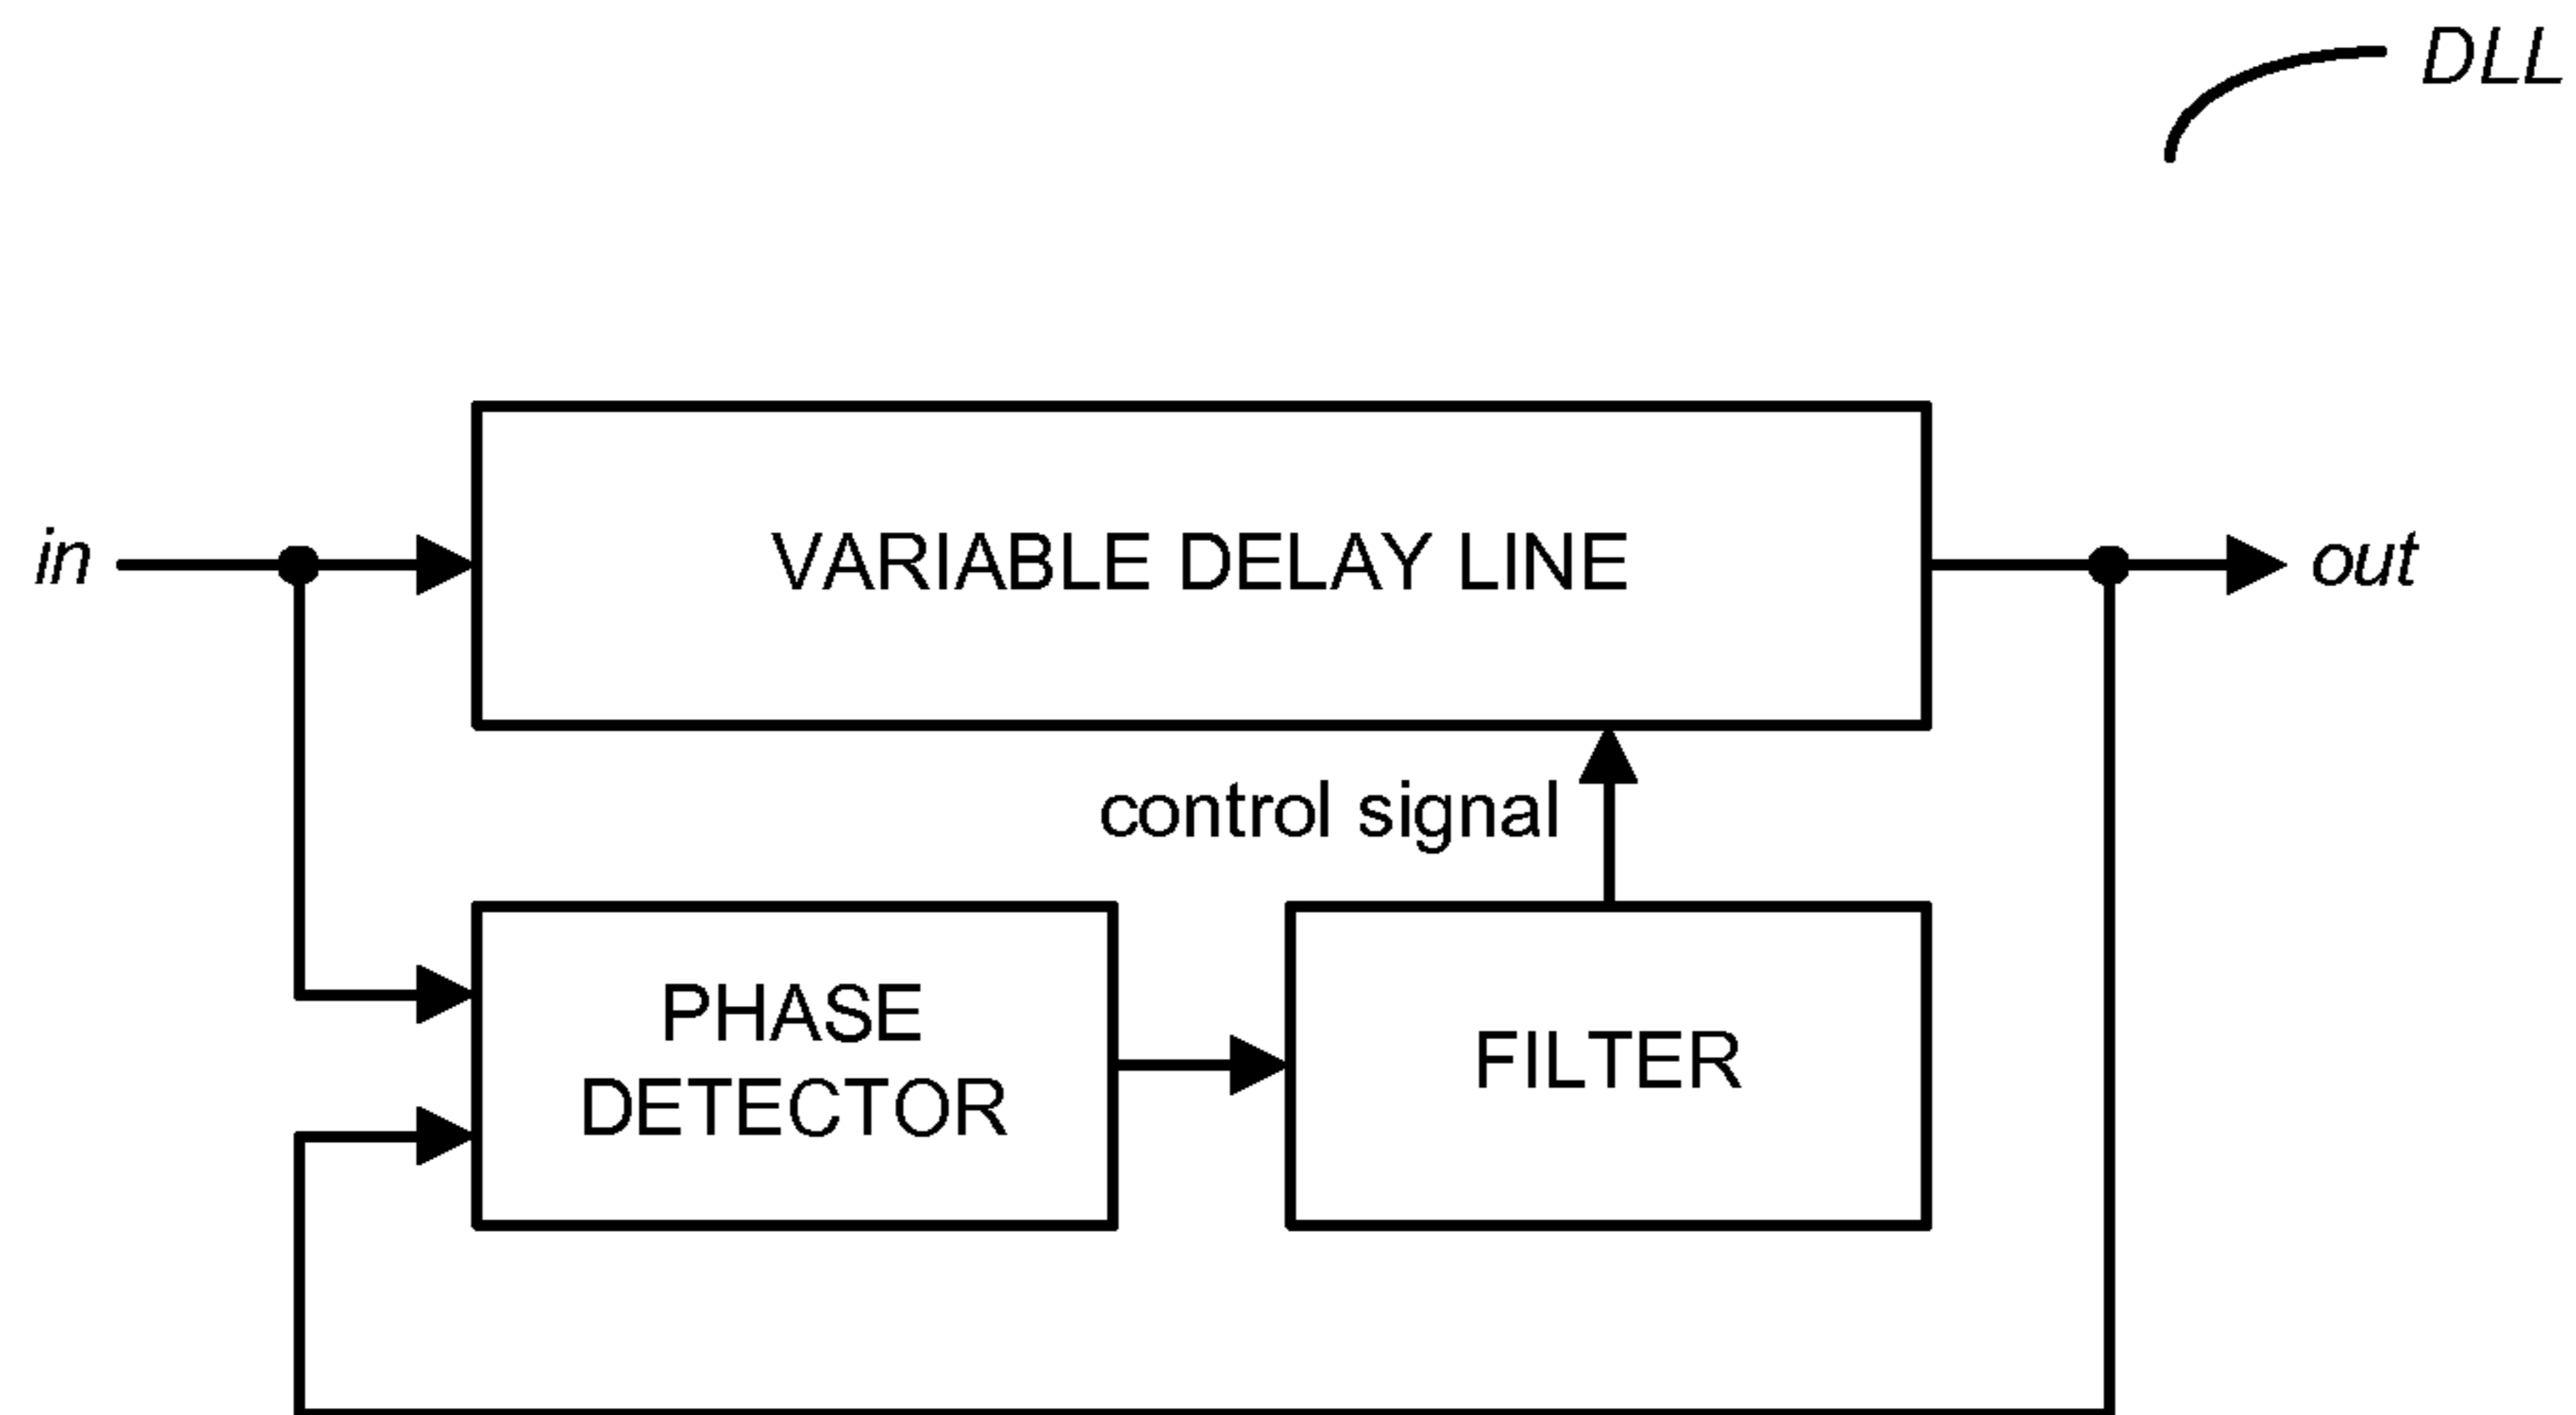 DLL
in
VARIABLE DELAY LINE
out
control signal
PHASE
DETECTOR
FILTER